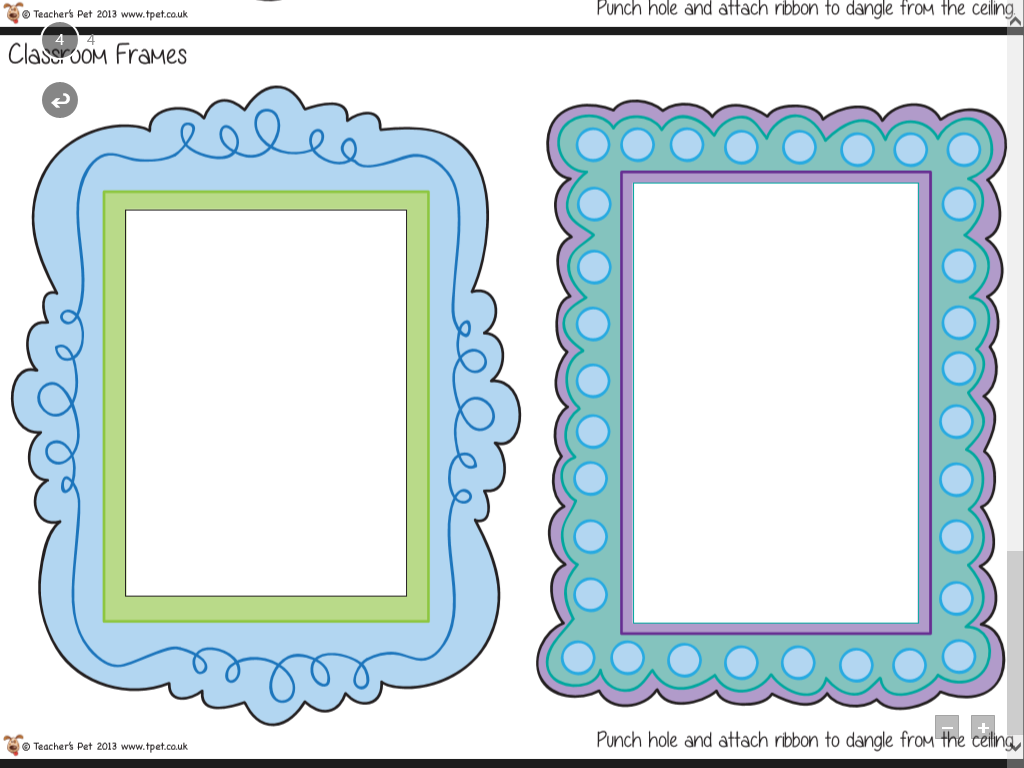 © Teacher's Pet 2013 www.tpet.co.uk
Punch hole and attach ribbon to dangle from the ceiling
4 4
Classroom Frames
© Teacher's Pet 2013 www.tpet.co.uk
Punch hole and attach ribbon to dangle from the ceiling